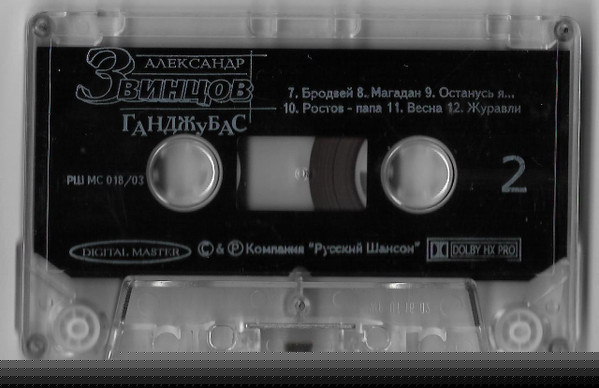 АЛЕКСАНДР
Звинцов
ГАНДЖУБАС
7. Бродвей 8. Магадан 9. Останусь я...
10. Ростов - папа 11. Весна 12. Журавли
РШ МС 018/03
2
DIGITAL MASTER
© & ℗ Компания "Русский Шансон"
DOLBY HX PRO